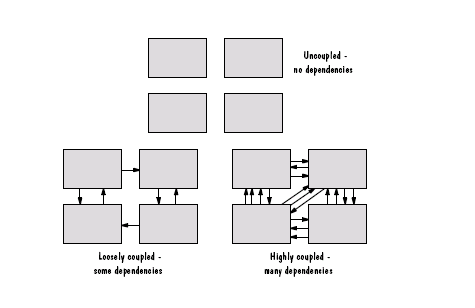 Uncoupled -
no dependencies
Loosely coupled -
some dependencies
Highly coupled -
many dependencies